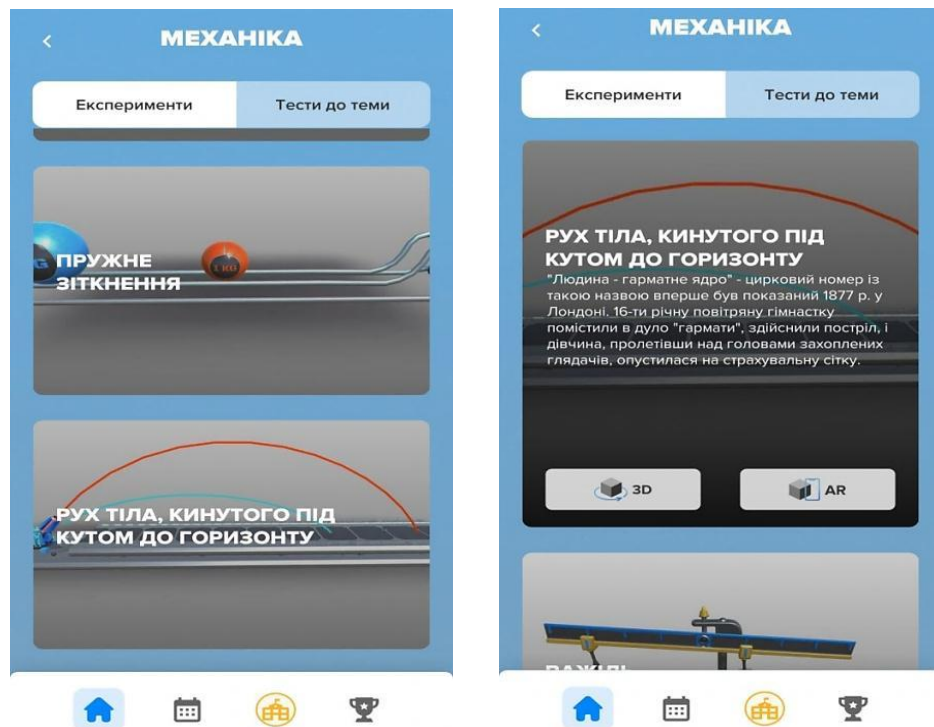 МЕХАНІКА
Експерименти
Тести до теми
ПРУЖНЕ
ЗІТКНЕННЯ
1 KG
РУХ ТІЛА, КИНУТОГО ПІД
КУТОМ ДО ГОРИЗОНТУ
МЕХАНІКА
Експерименти
Тести до теми
РУХ ТІЛА, КИНУТОГО ПІД
КУТОМ ДО ГОРИЗОНТУ
"Людина - гарматне ядро" - цирковий номер із
такою назвою вперше був показаний 1877 р. у
Лондоні. 16-ти річну повітряну гімнастку
помістили в дуло "гармати", здійснили постріл, і
дівчина, пролетівши над головами захоплених
глядачів, опустилася на страхувальну сітку.
3D
AR
ВАЖІЛЬ